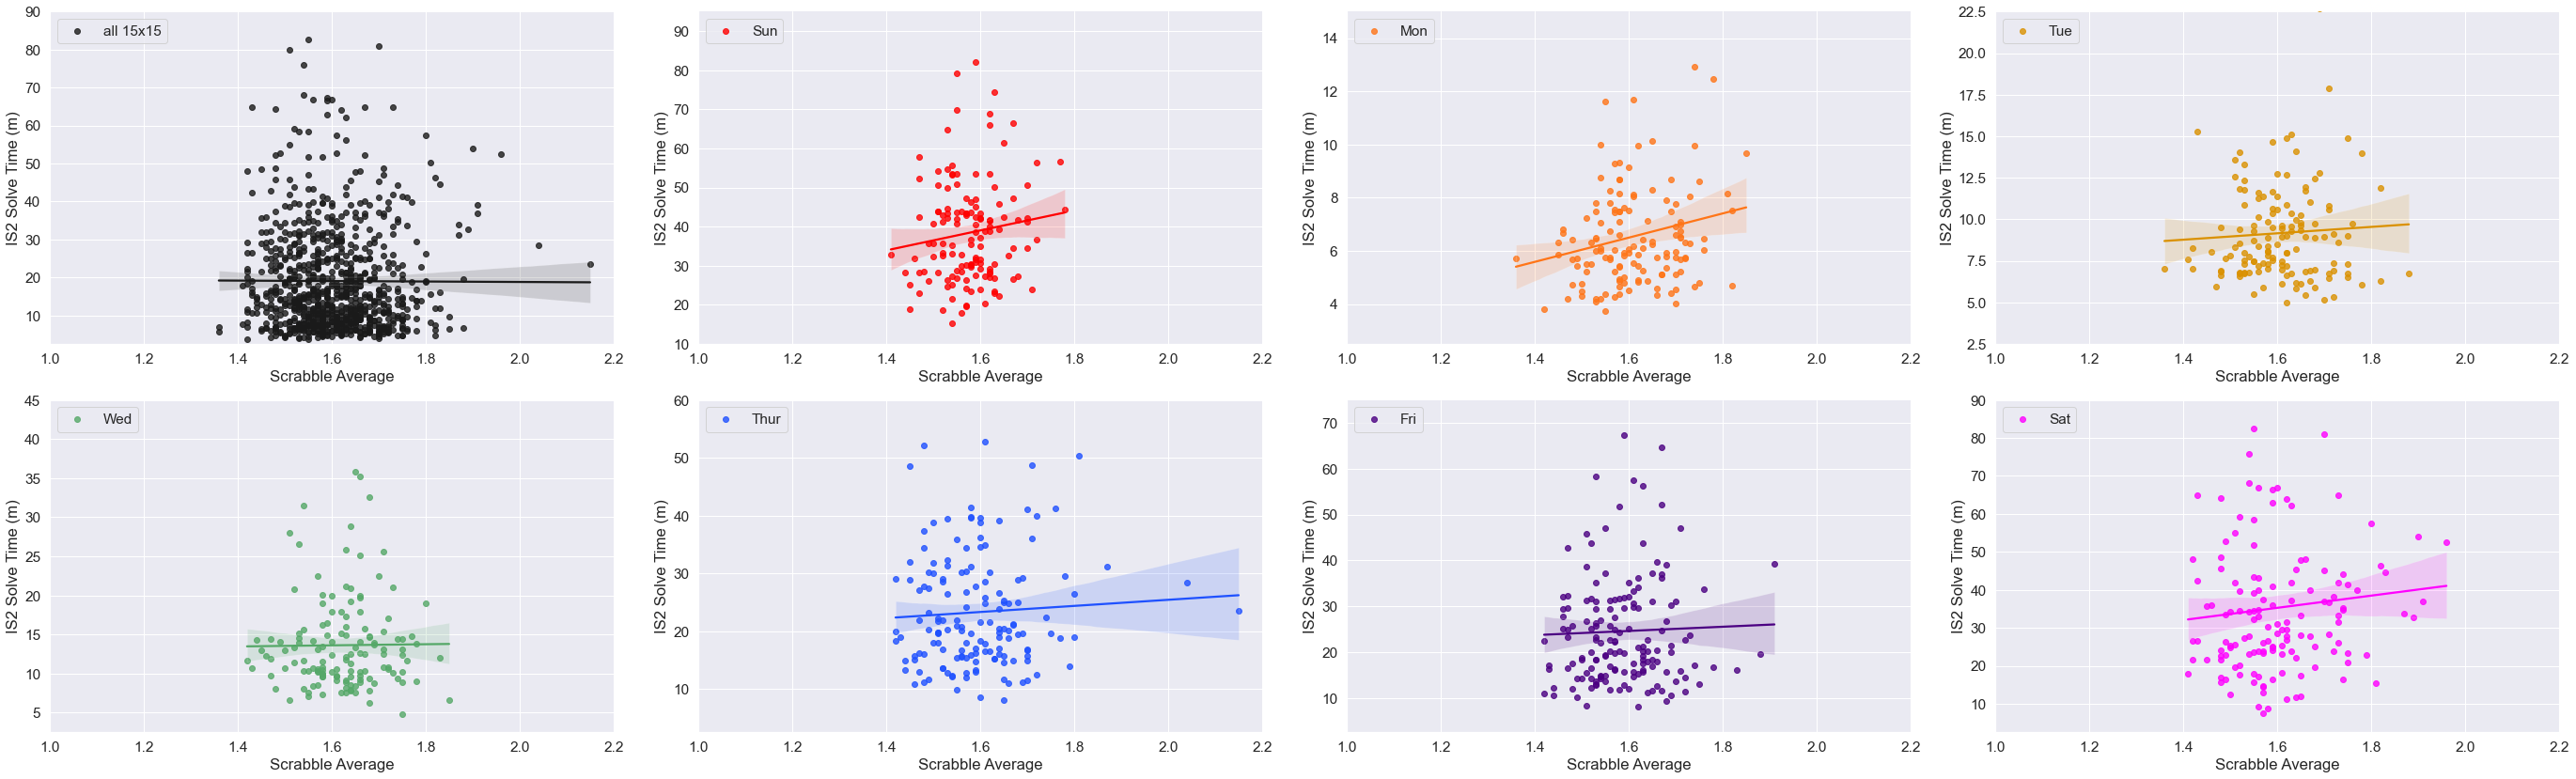 all 15x15
IS2 Solve Time (m)
90
80
70
60
50
40
30
20
10
1.0 1.2 1.4 1.6 1.8 2.0 2.2
Scrabble Average
Sun
IS2 Solve Time (m)
90
80
70
60
50
40
30
20
10
1.0 1.2 1.4 1.6 1.8 2.0 2.2
Scrabble Average
Mon
IS2 Solve Time (m)
14
12
10
8
6
4
1.0 1.2 1.4 1.6 1.8 2.0 2.2
Scrabble Average
Tue
IS2 Solve Time (m)
22.5
20.0
17.5
15.0
12.5
10.0
7.5
5.0
2.5
1.0 1.2 1.4 1.6 1.8 2.0 2.2
Scrabble Average
Wed
IS2 Solve Time (m)
45
40
35
30
25
20
15
10
5
1.0 1.2 1.4 1.6 1.8 2.0 2.2
Scrabble Average
Thur
IS2 Solve Time (m)
60
50
40
30
20
10
1.0 1.2 1.4 1.6 1.8 2.0 2.2
Scrabble Average
Fri
IS2 Solve Time (m)
70
60
50
40
30
20
10
1.0 1.2 1.4 1.6 1.8 2.0 2.2
Scrabble Average
Sat
IS2 Solve Time (m)
90
80
70
60
50
40
30
20
10
1.0 1.2 1.4 1.6 1.8 2.0 2.2
Scrabble Average